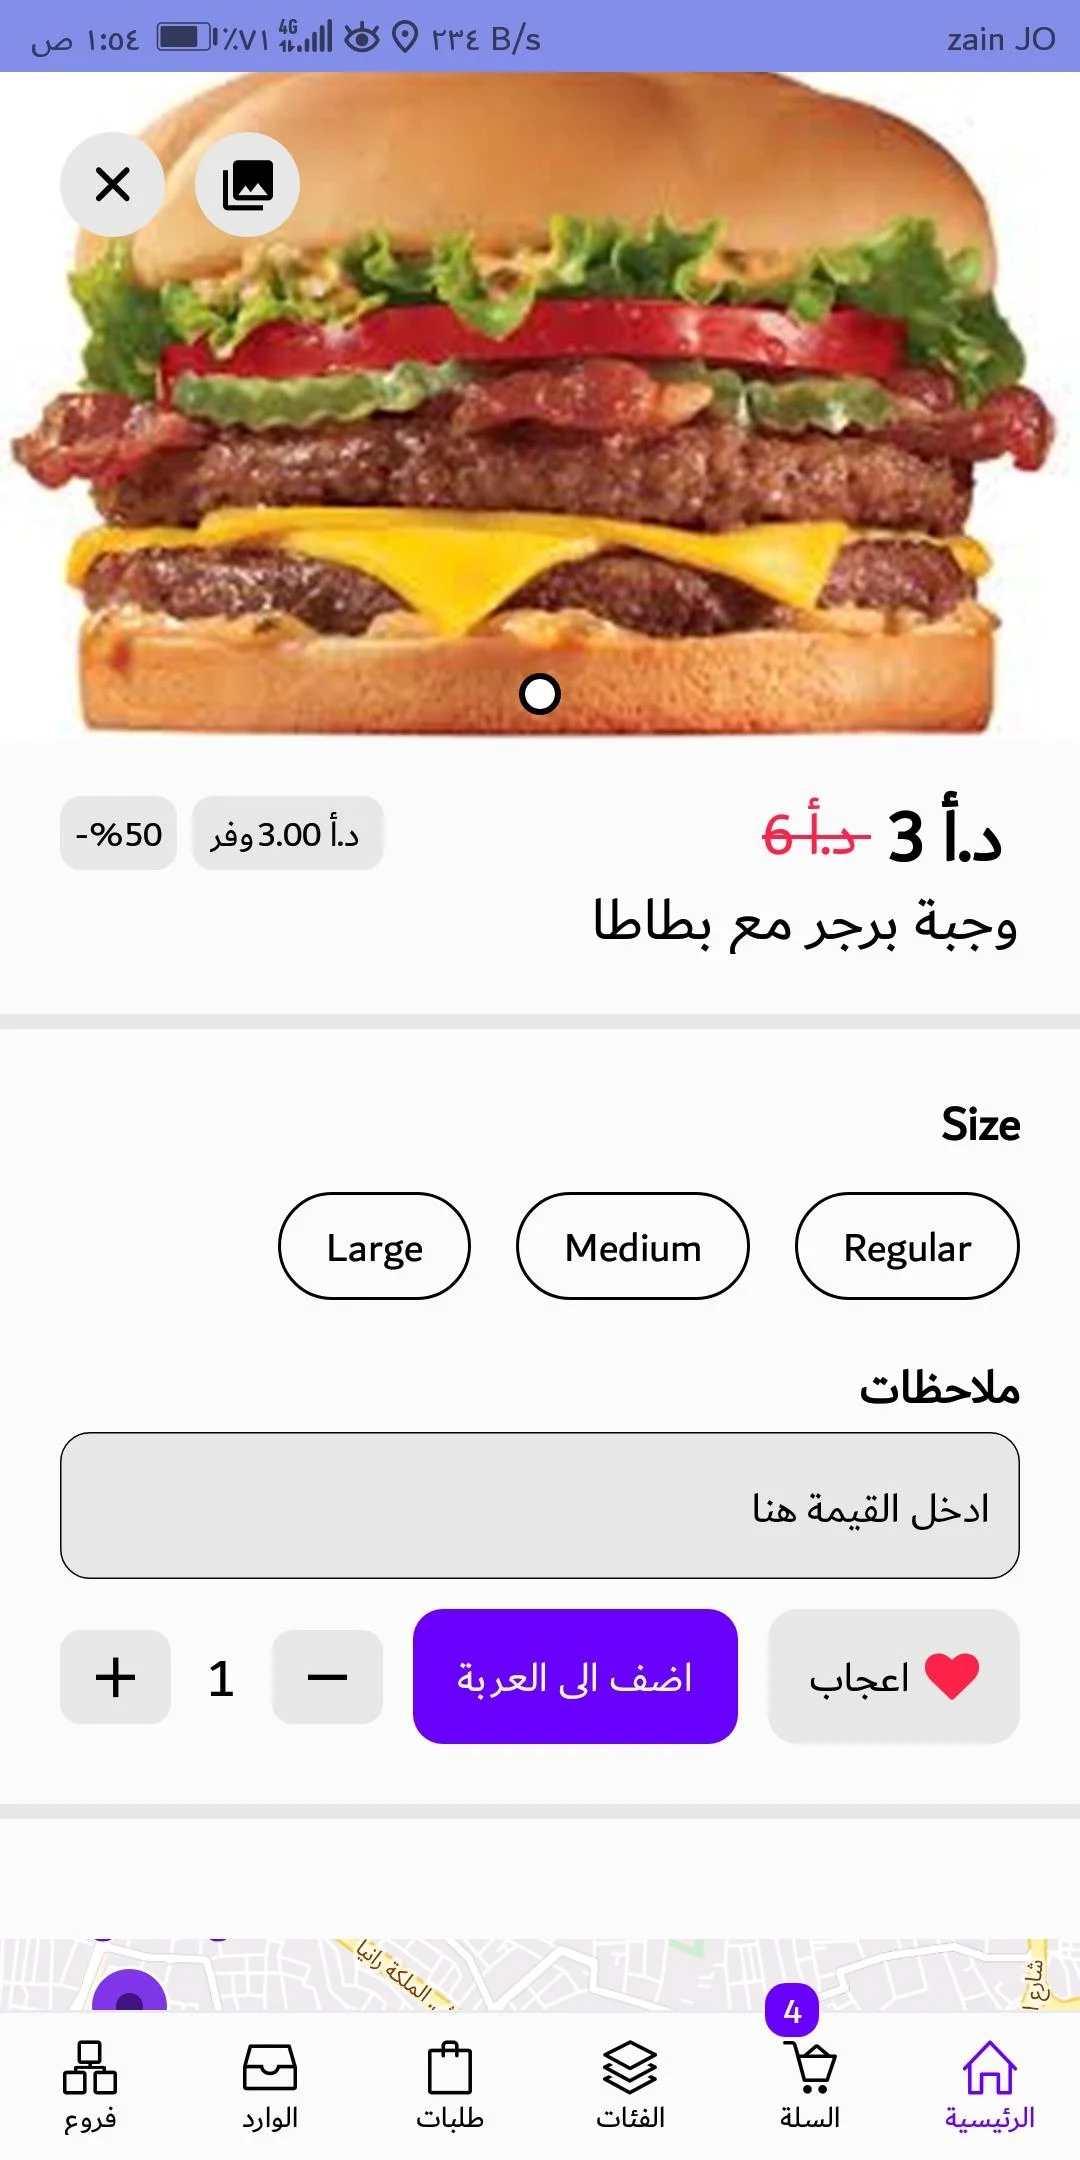 ١:٥٤ ص ٧١٪ 4G ٢٣٤ B/s zain JO
د.أ 3 د.أ 6
وفر 3.00 د.أ -%50
وجبة برجر مع بطاطا
Size
Regular Medium Large
ملاحظات
ادخل القيمة هنا
اعجاب اضف الى العربة 1
الملكة رانيا
شارع ا
4
الرئيسية السلة الفئات طلبات الوارد فروع